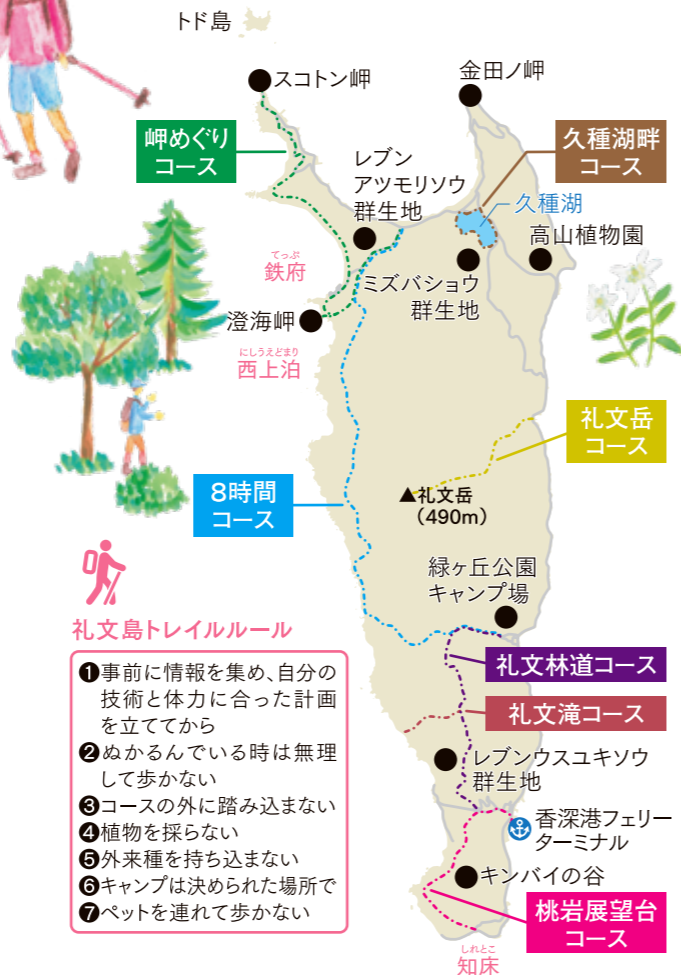 トド島
スコトン岬
金田ノ岬
岬めぐり
コース
レブン
アツモリソウ
群生地
久種湖畔
コース
久種湖
高山植物園
てっぷ
鉄府
ミズバショウ
群生地
澄海岬
にしうえどまり
西上泊
礼文岳
コース
8時間
コース
▲礼文岳
(490m)
緑ヶ丘公園
キャンプ場
礼文林道コース
礼文滝コース
レブンウスユキソウ
群生地
香深港フェリー
ターミナル
キンバイの谷
桃岩展望台
コース
しれとこ
知床
礼文島トレイルルール
❶事前に情報を集め、自分の
技術と体力に合った計画
を立ててから
❷ぬかるんでいる時は無理
して歩かない
❸コースの外に踏み込まない
❹植物を採らない
❺外来種を持ち込まない
❻キャンプは決められた場所で
❼ペットを連れて歩かない